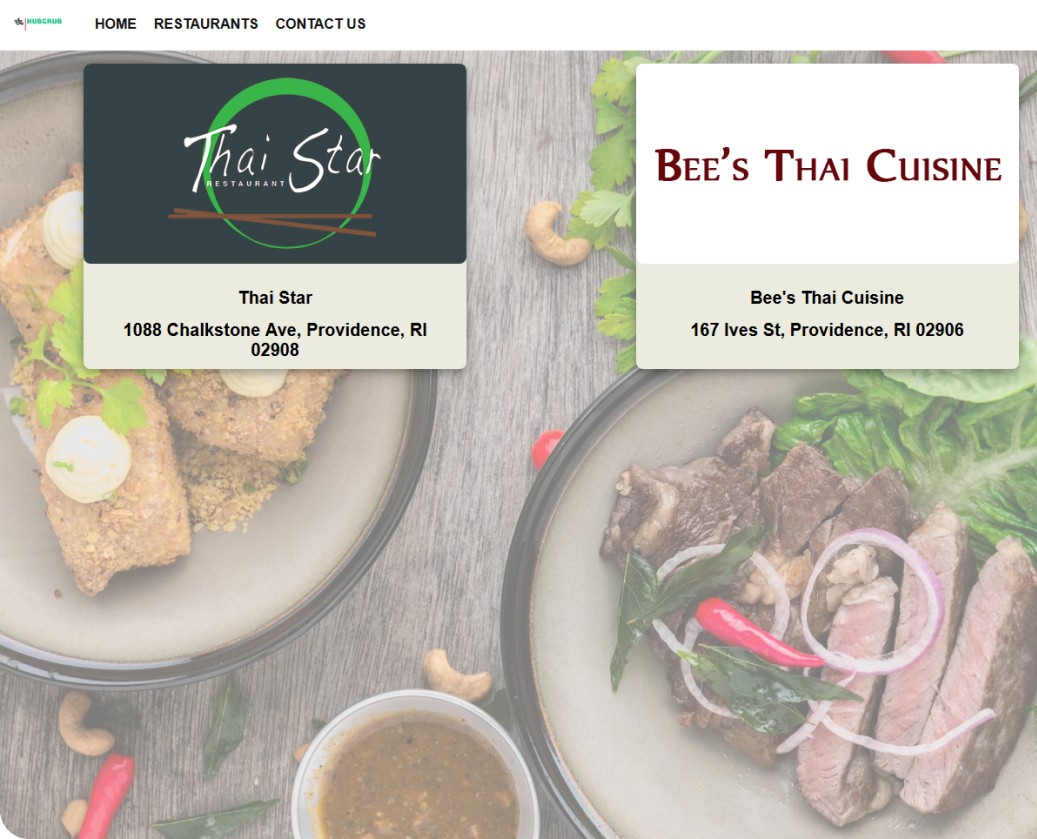 HUBGRUB
HOME RESTAURANTS CONTACT US
Thai Star
RESTAURANT
BEE'S THAI CUISINE
Thai Star
1088 Chalkstone Ave, Providence, RI
02908
Bee's Thai Cuisine
167 Ives St, Providence, RI 02906